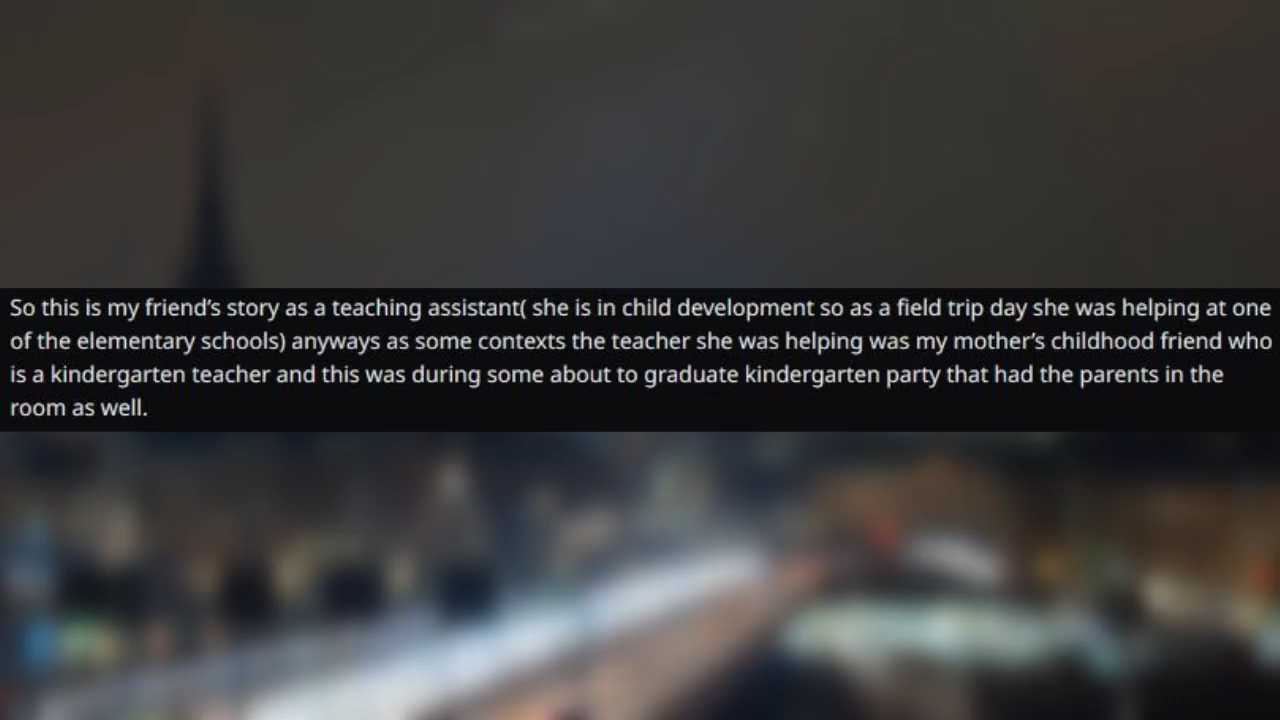 So this is my friend’s story as a teaching assistant( she is in child development so as a field trip day she was helping at one
of the elementary schools) anyways as some contexts the teacher she was helping was my mother’s childhood friend who
is a kindergarten teacher and this was during some about to graduate kindergarten party that had the parents in the
room as well.